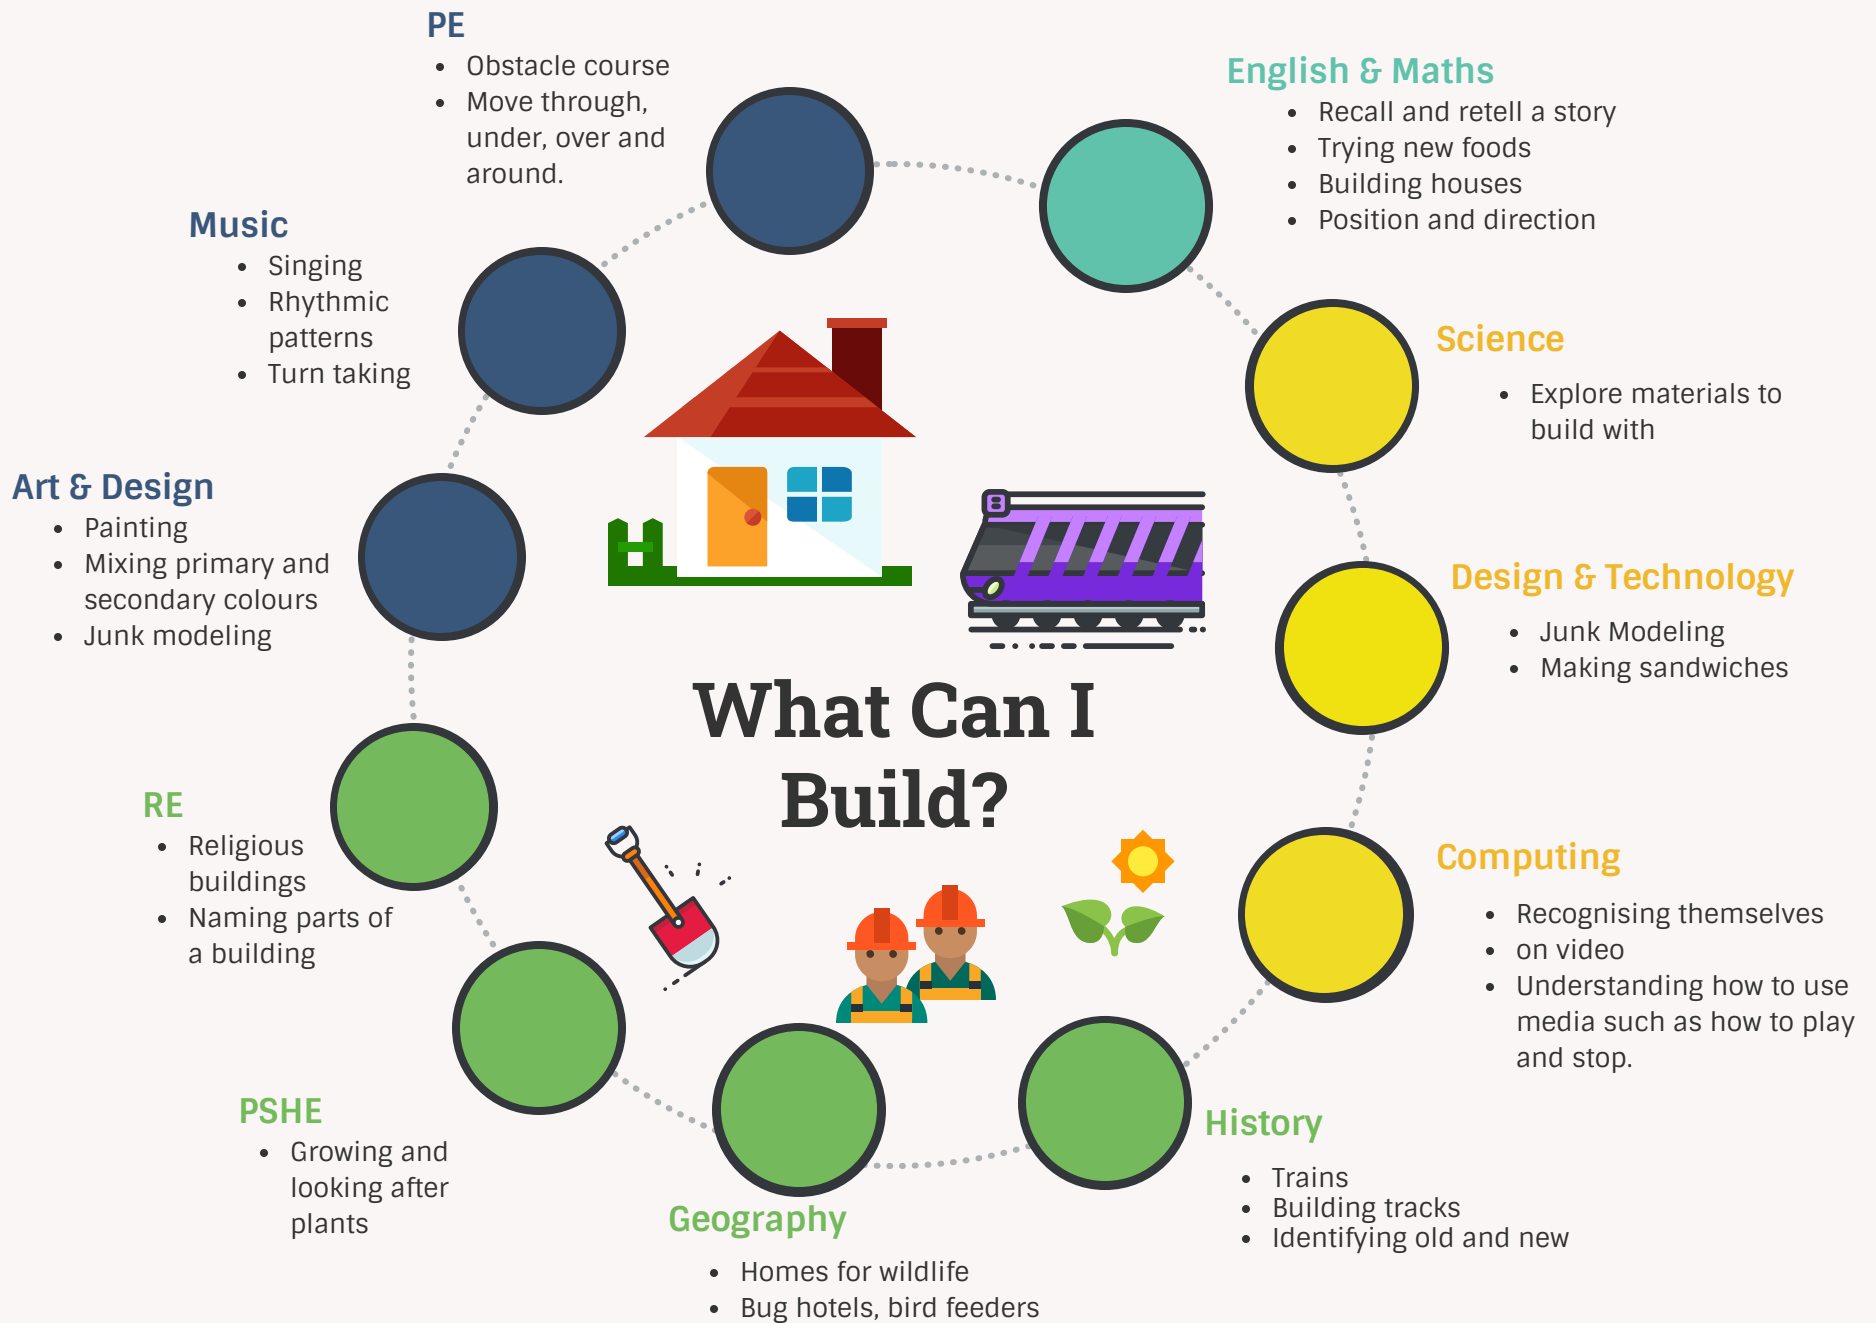 PE
• Obstacle course
• Move through,
under, over and
around.
English & Maths
• Recall and retell a story
• Trying new foods
• Building houses
• Position and direction
Music
• Singing
• Rhythmic
patterns
• Turn taking
Science
• Explore materials to
build with
Art & Design
• Painting
• Mixing primary and
secondary colours
• Junk modeling
Design & Technology
• Junk Modeling
• Making sandwiches
What Can I
Build?
RE
• Religious
buildings
• Naming parts of
a building
Computing
• Recognising themselves
• on video
• Understanding how to use
media such as how to play
and stop.
PSHE
• Growing and
looking after
plants
Geography
• Homes for wildlife
• Bug hotels, bird feeders
History
• Trains
• Building tracks
• Identifying old and new